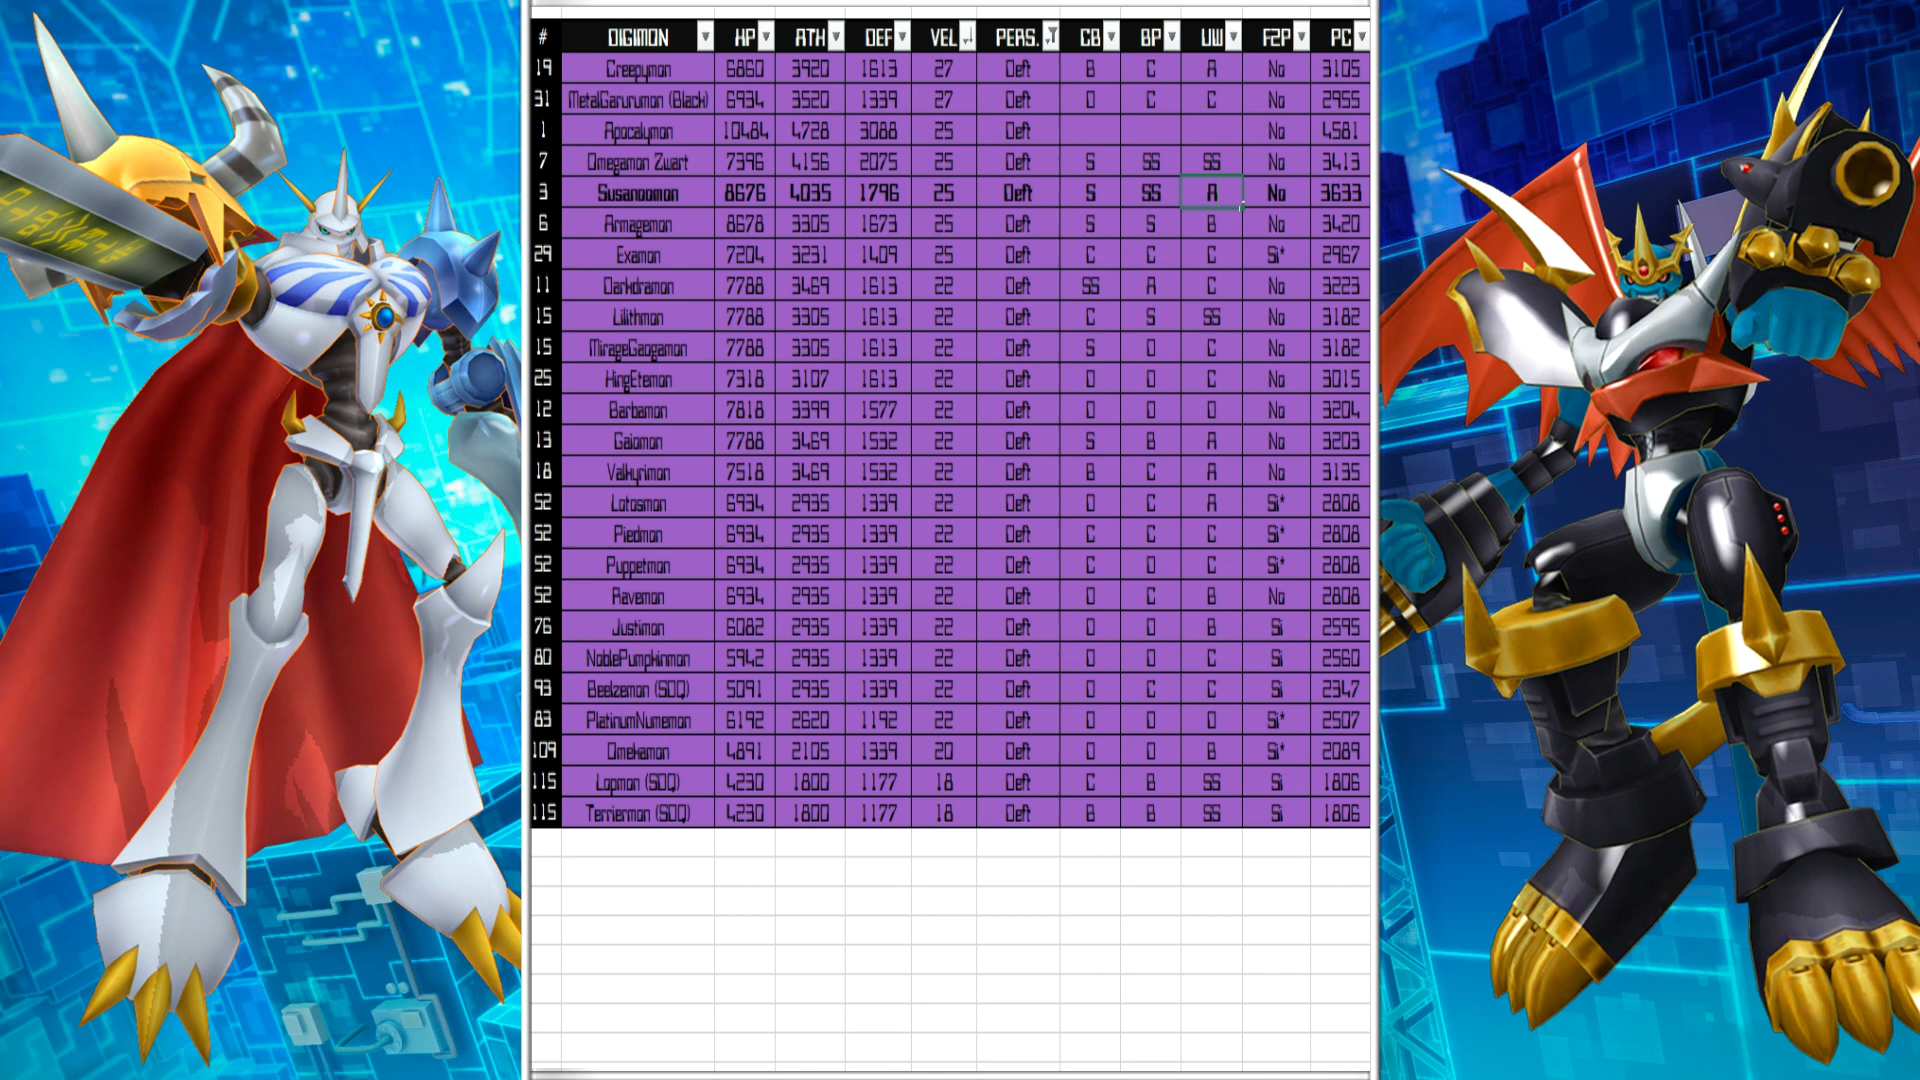 # DIGIMON HP ATK DEF VEL PERS. CB BP UW F2P PC
19 Creepymon 6860 3920 1613 27 Deft B C A No 3105
31 MetalGarurumon (Black) 6934 3520 1339 27 Deft D C C No 2955
1 Apocalymon 10484 4728 3088 25 Deft No 4581
7 Omegamon Zwart 7396 4156 2075 25 Deft S SS SS No 3413
3 Susanoomon 8676 4035 1796 25 Deft S SS A No 3633
6 Armagemon 8678 3305 1673 25 Deft S S B No 3420
29 Examon 7204 3231 1409 25 Deft C C C Si* 2967
11 Darkdramon 7788 3469 1613 22 Deft SS A C No 3223
15 Lilithmon 7788 3305 1613 22 Deft C S SS No 3182
15 MirageGaogamon 7788 3305 1613 22 Deft S D C No 3182
25 KingEtemon 7318 3107 1613 22 Deft D D C No 3015
12 Barbamon 7818 3399 1577 22 Deft D D D No 3204
13 Gaiomon 7788 3469 1532 22 Deft S B A No 3203
18 Valkyrimon 7518 3469 1532 22 Deft B C A No 3135
52 Lotosmon 6934 2935 1339 22 Deft D C A Si* 2808
52 Piedmon 6934 2935 1339 22 Deft C C C Si* 2808
52 Puppetmon 6934 2935 1339 22 Deft C D C Si* 2808
52 Ravemon 6934 2935 1339 22 Deft D C B No 2808
76 Justimon 6082 2935 1339 22 Deft D D B Si 2595
80 NoblePumpkinmon 5942 2935 1339 22 Deft D D C Si 2560
93 Beelzemon (SDQ) 5091 2935 1339 22 Deft D C C Si 2347
83 PlatinumNumemon 6192 2620 1192 22 Deft D D D Si* 2507
109 Omekamon 4891 2105 1339 20 Deft D D B Si* 2089
115 Lopmon (SDQ) 4230 1800 1177 18 Deft C B SS Si 1806
115 Terriermon (SDQ) 4230 1800 1177 18 Deft B B SS Si 1806